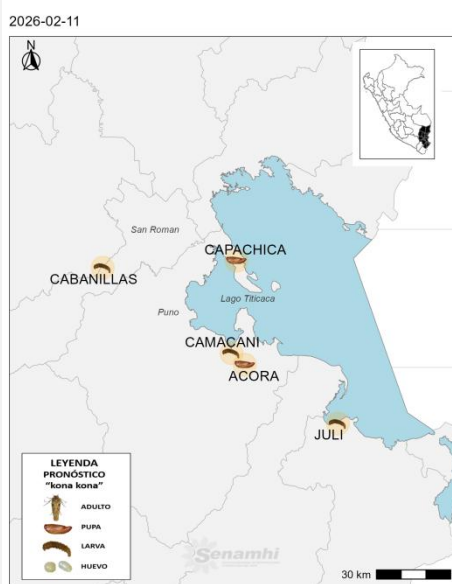 2026-02-11
N
San Roman
CAPACHICA
CABANILLAS
Puno
Lago Titicaca
CAMACANI
ACORA
JULI
LEYENDA
PRONÓSTICO
"kona kona"
ADULTO
PUPA
LARVA
HUEVO
Senamhi
30 km